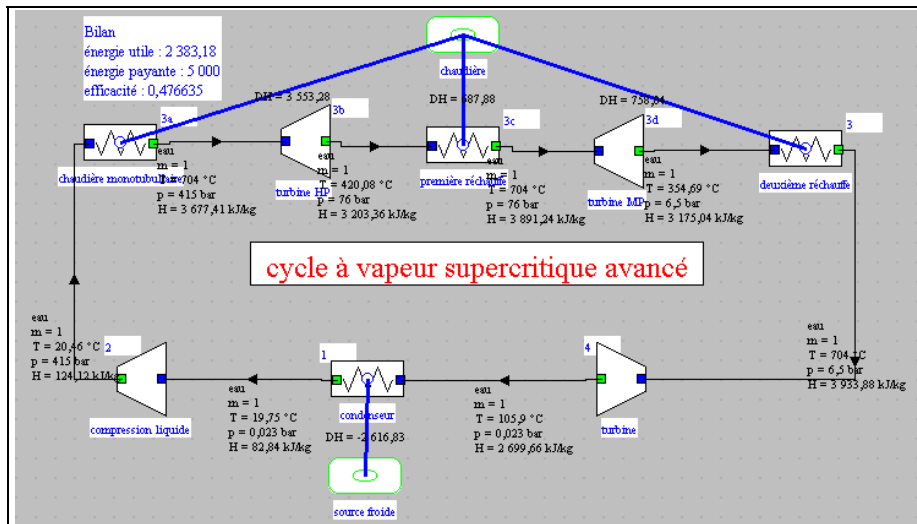 Bilan
énergie utile : 2 383,18
énergie payante : 5 000
efficacité : 0,476635
chaudière
DH = 3 553,28
DH = 687,88
DH = 758,84
3a
3b
3c
3d
3
chaudière monotubulaire
turbine HP
première réchauffe
turbine MP
deuxième réchauffe
eau
m = 1
T = 704 °C
p = 415 bar
H = 3 677,41 kJ/kg
eau
m = 1
T = 420,08 °C
p = 76 bar
H = 3 203,36 kJ/kg
eau
m = 1
T = 704 °C
p = 76 bar
H = 3 891,24 kJ/kg
eau
m = 1
T = 354,69 °C
p = 6,5 bar
H = 3 175,04 kJ/kg
cycle à vapeur supercritique avancé
eau
m = 1
T = 20,46 °C
p = 415 bar
H = 124,12 kJ/kg
2
compression liquide
eau
m = 1
T = 19,75 °C
p = 0,023 bar
H = 82,84 kJ/kg
1
condenseur
DH = -2 616,83
source froide
eau
m = 1
T = 105,9 °C
p = 0,023 bar
H = 2 699,66 kJ/kg
4
turbine
eau
m = 1
T = 704 °C
p = 6,5 bar
H = 3 933,88 kJ/kg